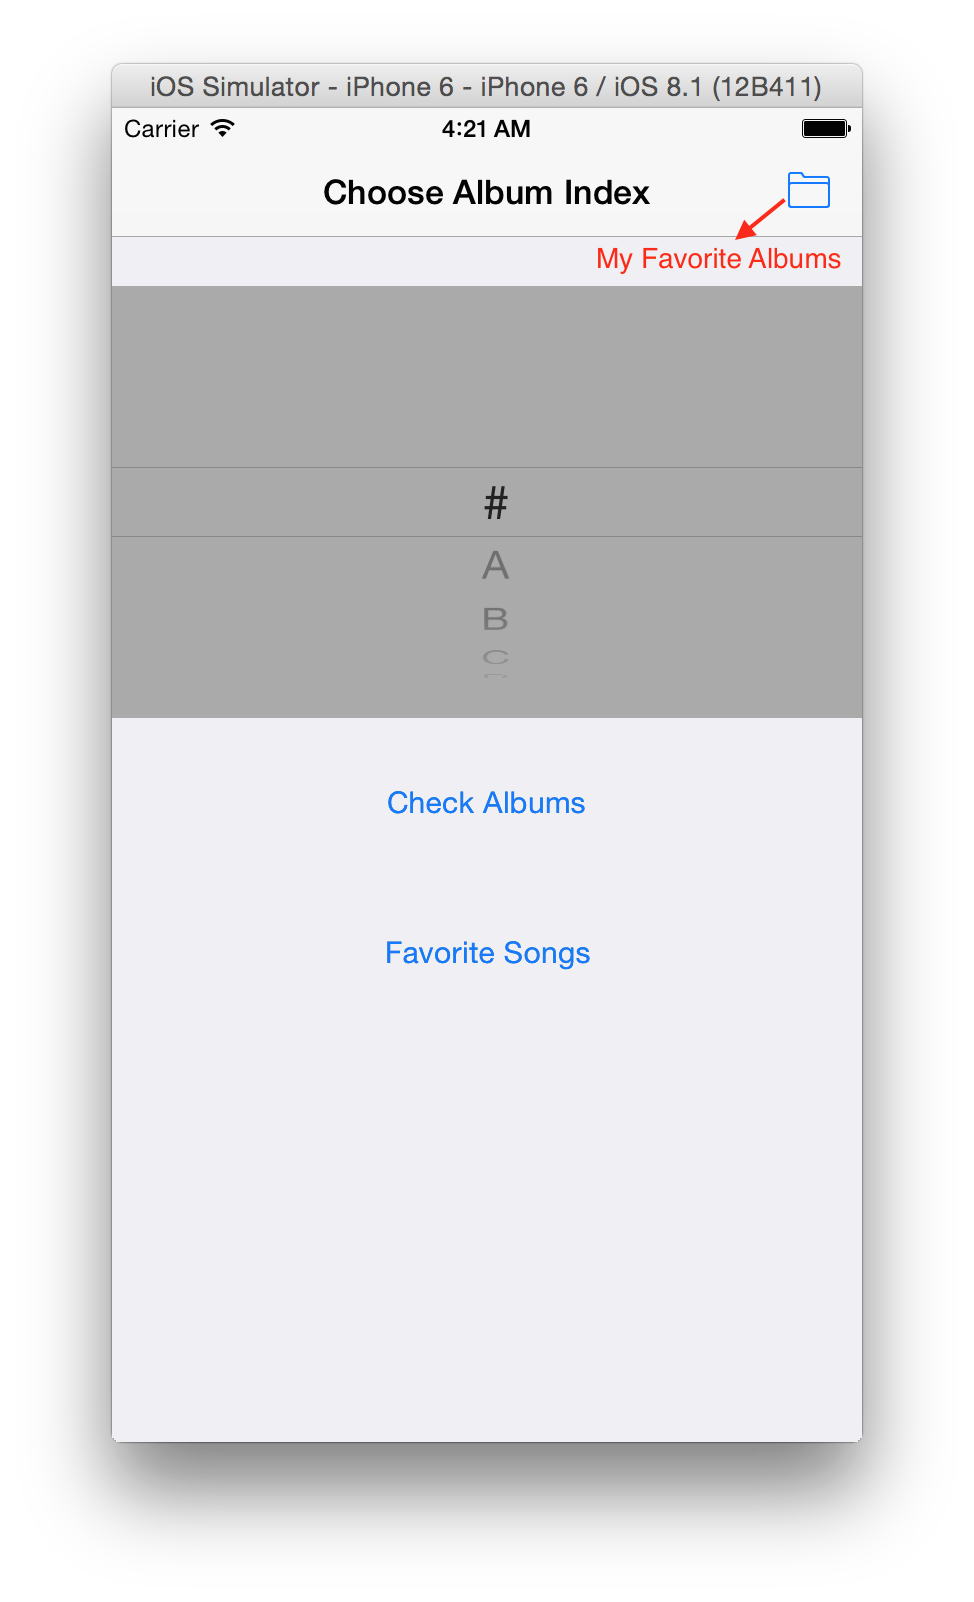 iOS Simulator - iPhone 6 - iPhone 6 / iOS 8.1 (12B411)
Carrier 4:21 AM
Choose Album Index
My Favorite Albums
#
A
B
C
Check Albums
Favorite Songs